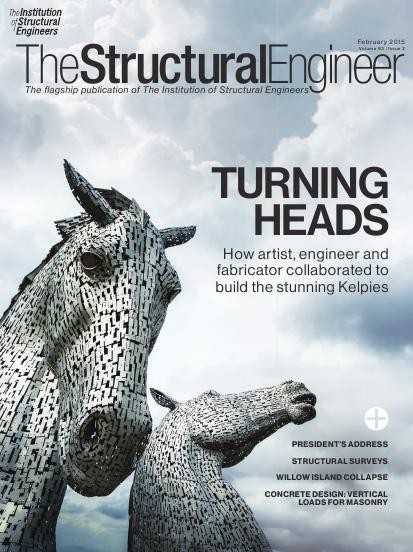 The Institution
of Structural
Engineers
February 2015
Volume 93 | Issue 2
TheStructuralEngineer
The flagship publication of The Institution of Structural Engineers
TURNING
HEADS
How artist, engineer and
fabricator collaborated to
build the stunning Kelpies
PRESIDENT'S ADDRESS
STRUCTURAL SURVEYS
WILLOW ISLAND COLLAPSE
CONCRETE DESIGN: VERTICAL
LOADS FOR MASONRY